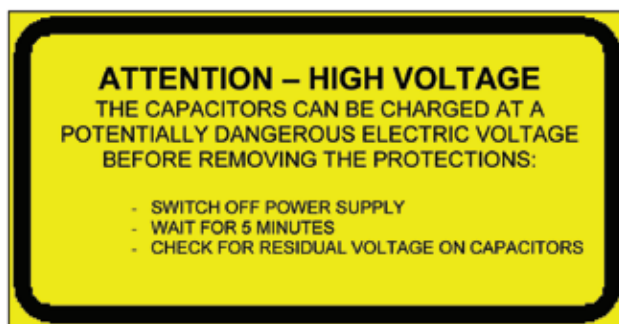 ATTENTION – HIGH VOLTAGE
THE CAPACITORS CAN BE CHARGED AT A
POTENTIALLY DANGEROUS ELECTRIC VOLTAGE
BEFORE REMOVING THE PROTECTIONS:
- SWITCH OFF POWER SUPPLY
- WAIT FOR 5 MINUTES
- CHECK FOR RESIDUAL VOLTAGE ON CAPACITORS